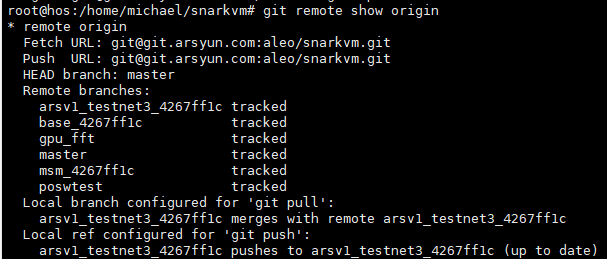 root@hos:/home/michael/snarkvm# git remote show origin
* remote origin
  Fetch URL: git@git.arsyun.com:aleo/snarkvm.git
  Push  URL: git@git.arsyun.com:aleo/snarkvm.git
  HEAD branch: master
  Remote branches:
    arsv1_testnet3_4267ff1c tracked
    base_4267ff1c           tracked
    gpu_fft                 tracked
    master                  tracked
    msm_4267ff1c            tracked
    poswtest                tracked
  Local branch configured for 'git pull':
    arsv1_testnet3_4267ff1c merges with remote arsv1_testnet3_4267ff1c
  Local ref configured for 'git push':
    arsv1_testnet3_4267ff1c pushes to arsv1_testnet3_4267ff1c (up to date)